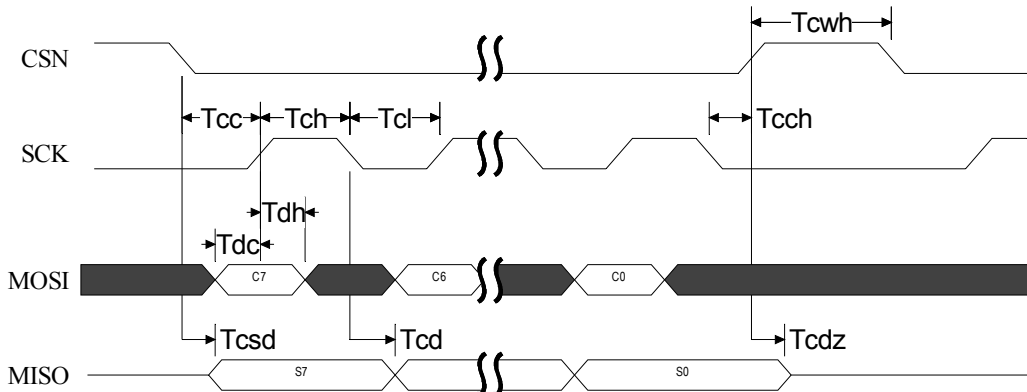 Tcwh
CSN
Tcc Tch Tcl Tcch
SCK
Tdh
Tdc
MOSI C7 C6 C0
Tcsd Tcd Tcdz
MISO S7 S0